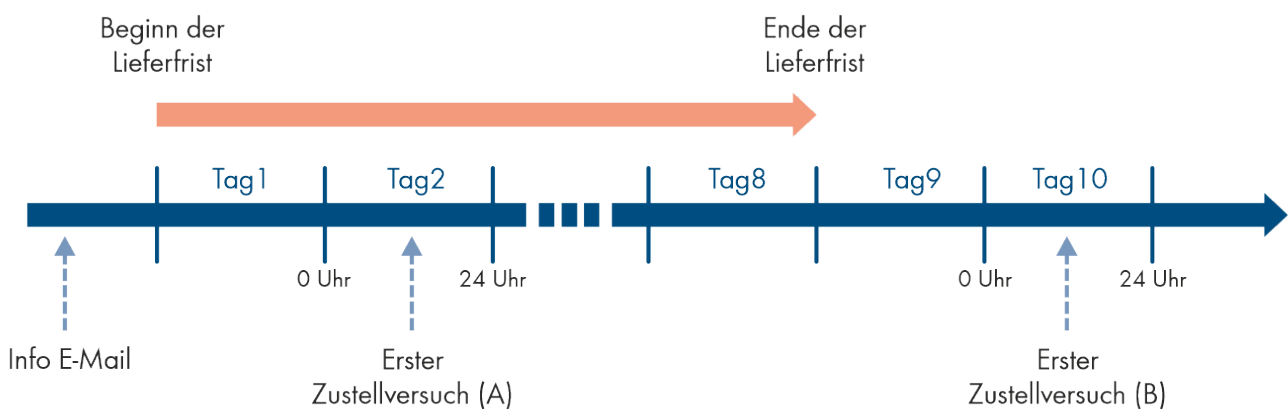 Beginn der
Lieferfrist
Ende der
Lieferfrist
Tag1
Tag2
Tag8
Tag9
Tag10
0 Uhr
24 Uhr
0 Uhr
24 Uhr
Info E-Mail
Erster
Zustellversuch (A)
Erster
Zustellversuch (B)